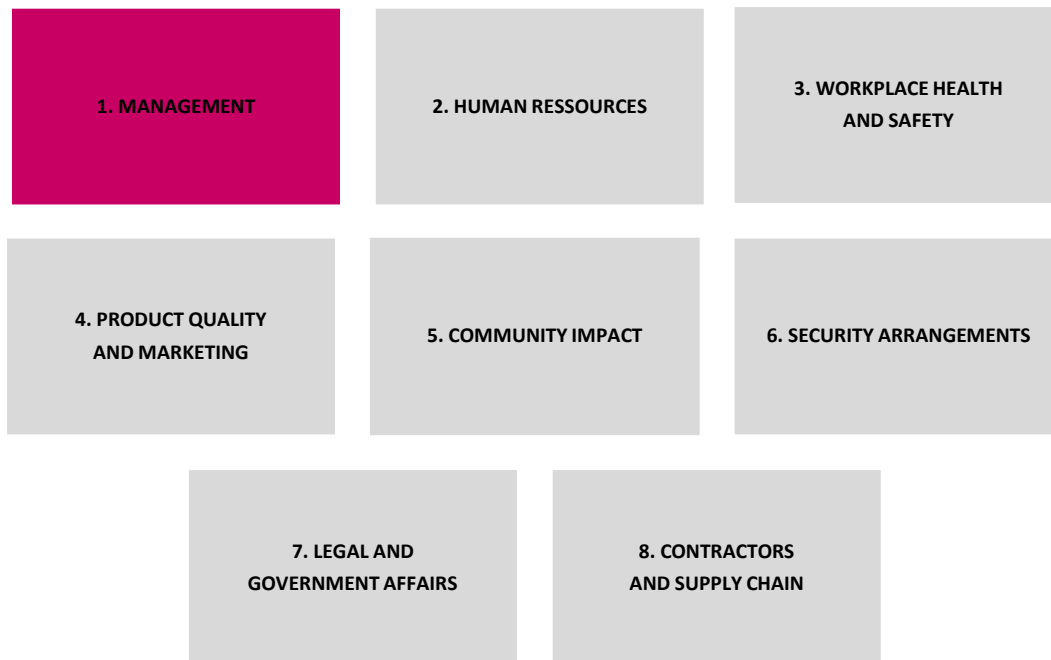 1. MANAGEMENT
2. HUMAN RESSOURCES
3. WORKPLACE HEALTH
AND SAFETY
4. PRODUCT QUALITY
AND MARKETING
5. COMMUNITY IMPACT
6. SECURITY ARRANGEMENTS
7. LEGAL AND
GOVERNMENT AFFAIRS
8. CONTRACTORS
AND SUPPLY CHAIN